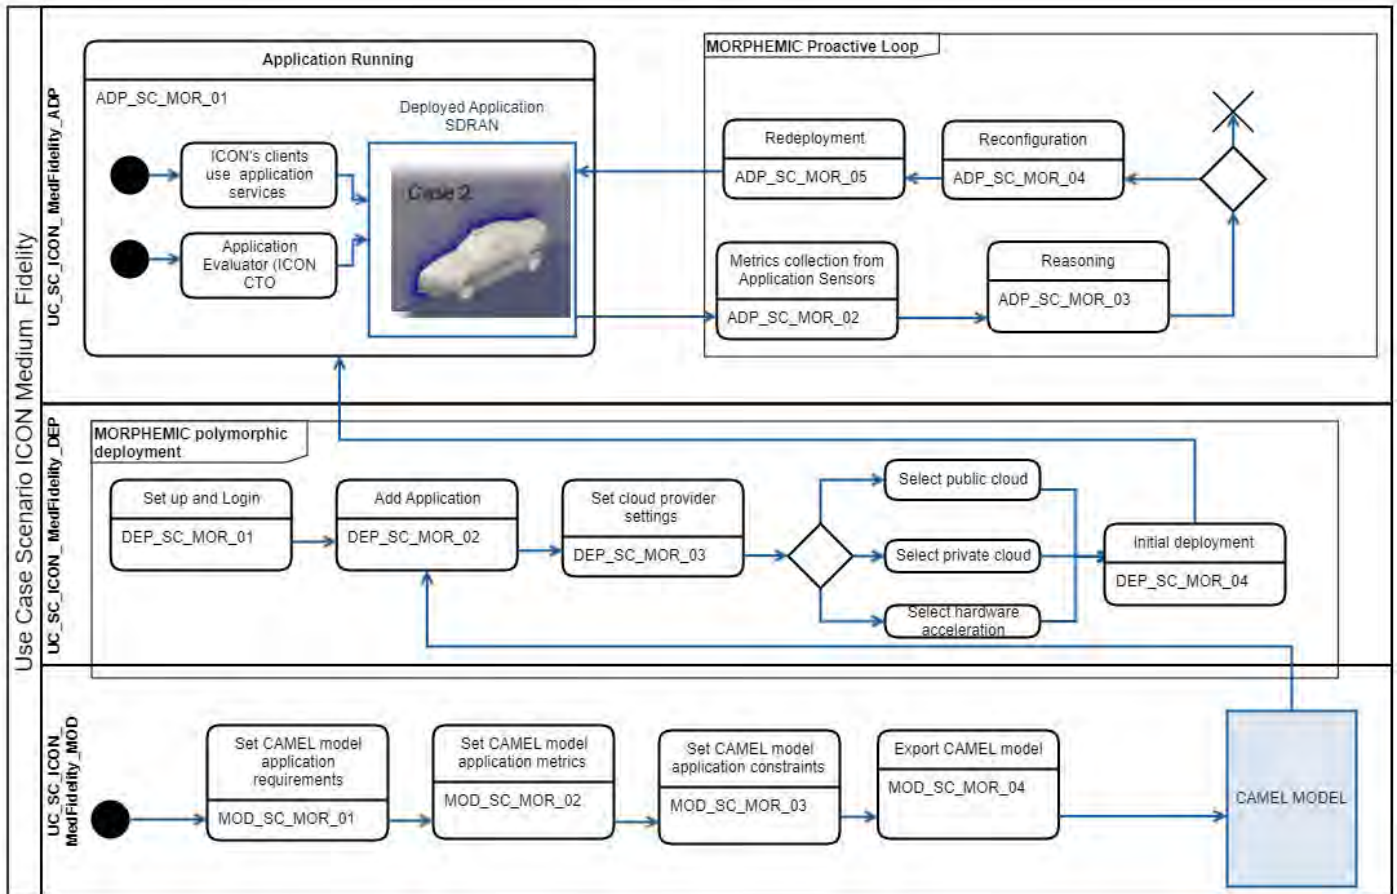 Use Case Scenario ICON Medium Fidelity
UC_SC_ICON_ MedFidelity_ADP
Application Running
ADP_SC_MOR_01
ICON's clients
use application
services
Application
Evaluator (ICON
CTO
Deployed Application
SDRAN
Case 2
MORPHEMIC Proactive Loop
Redeployment
ADP_SC_MOR_05
Reconfiguration
ADP_SC_MOR_04
Metrics collection from
Application Sensors
ADP_SC_MOR_02
Reasoning
ADP_SC_MOR_03
UC_SC_ICON_ MedFidelity_DEP
MORPHEMIC polymorphic
deployment
Set up and Login
DEP_SC_MOR_01
Add Application
DEP_SC_MOR_02
Set cloud provider
settings
DEP_SC_MOR_03
Select public cloud
Select private cloud
Select hardware
acceleration
Initial deployment
DEP_SC_MOR_04
UC_SC_ICON_
MedFidelity_MOD
Set CAMEL model
application
requirements
MOD_SC_MOR_01
Set CAMEL model
application metrics
MOD_SC_MOR_02
Set CAMEL model
application constraints
MOD_SC_MOR_03
Export CAMEL model
MOD_SC_MOR_04
CAMEL MODEL